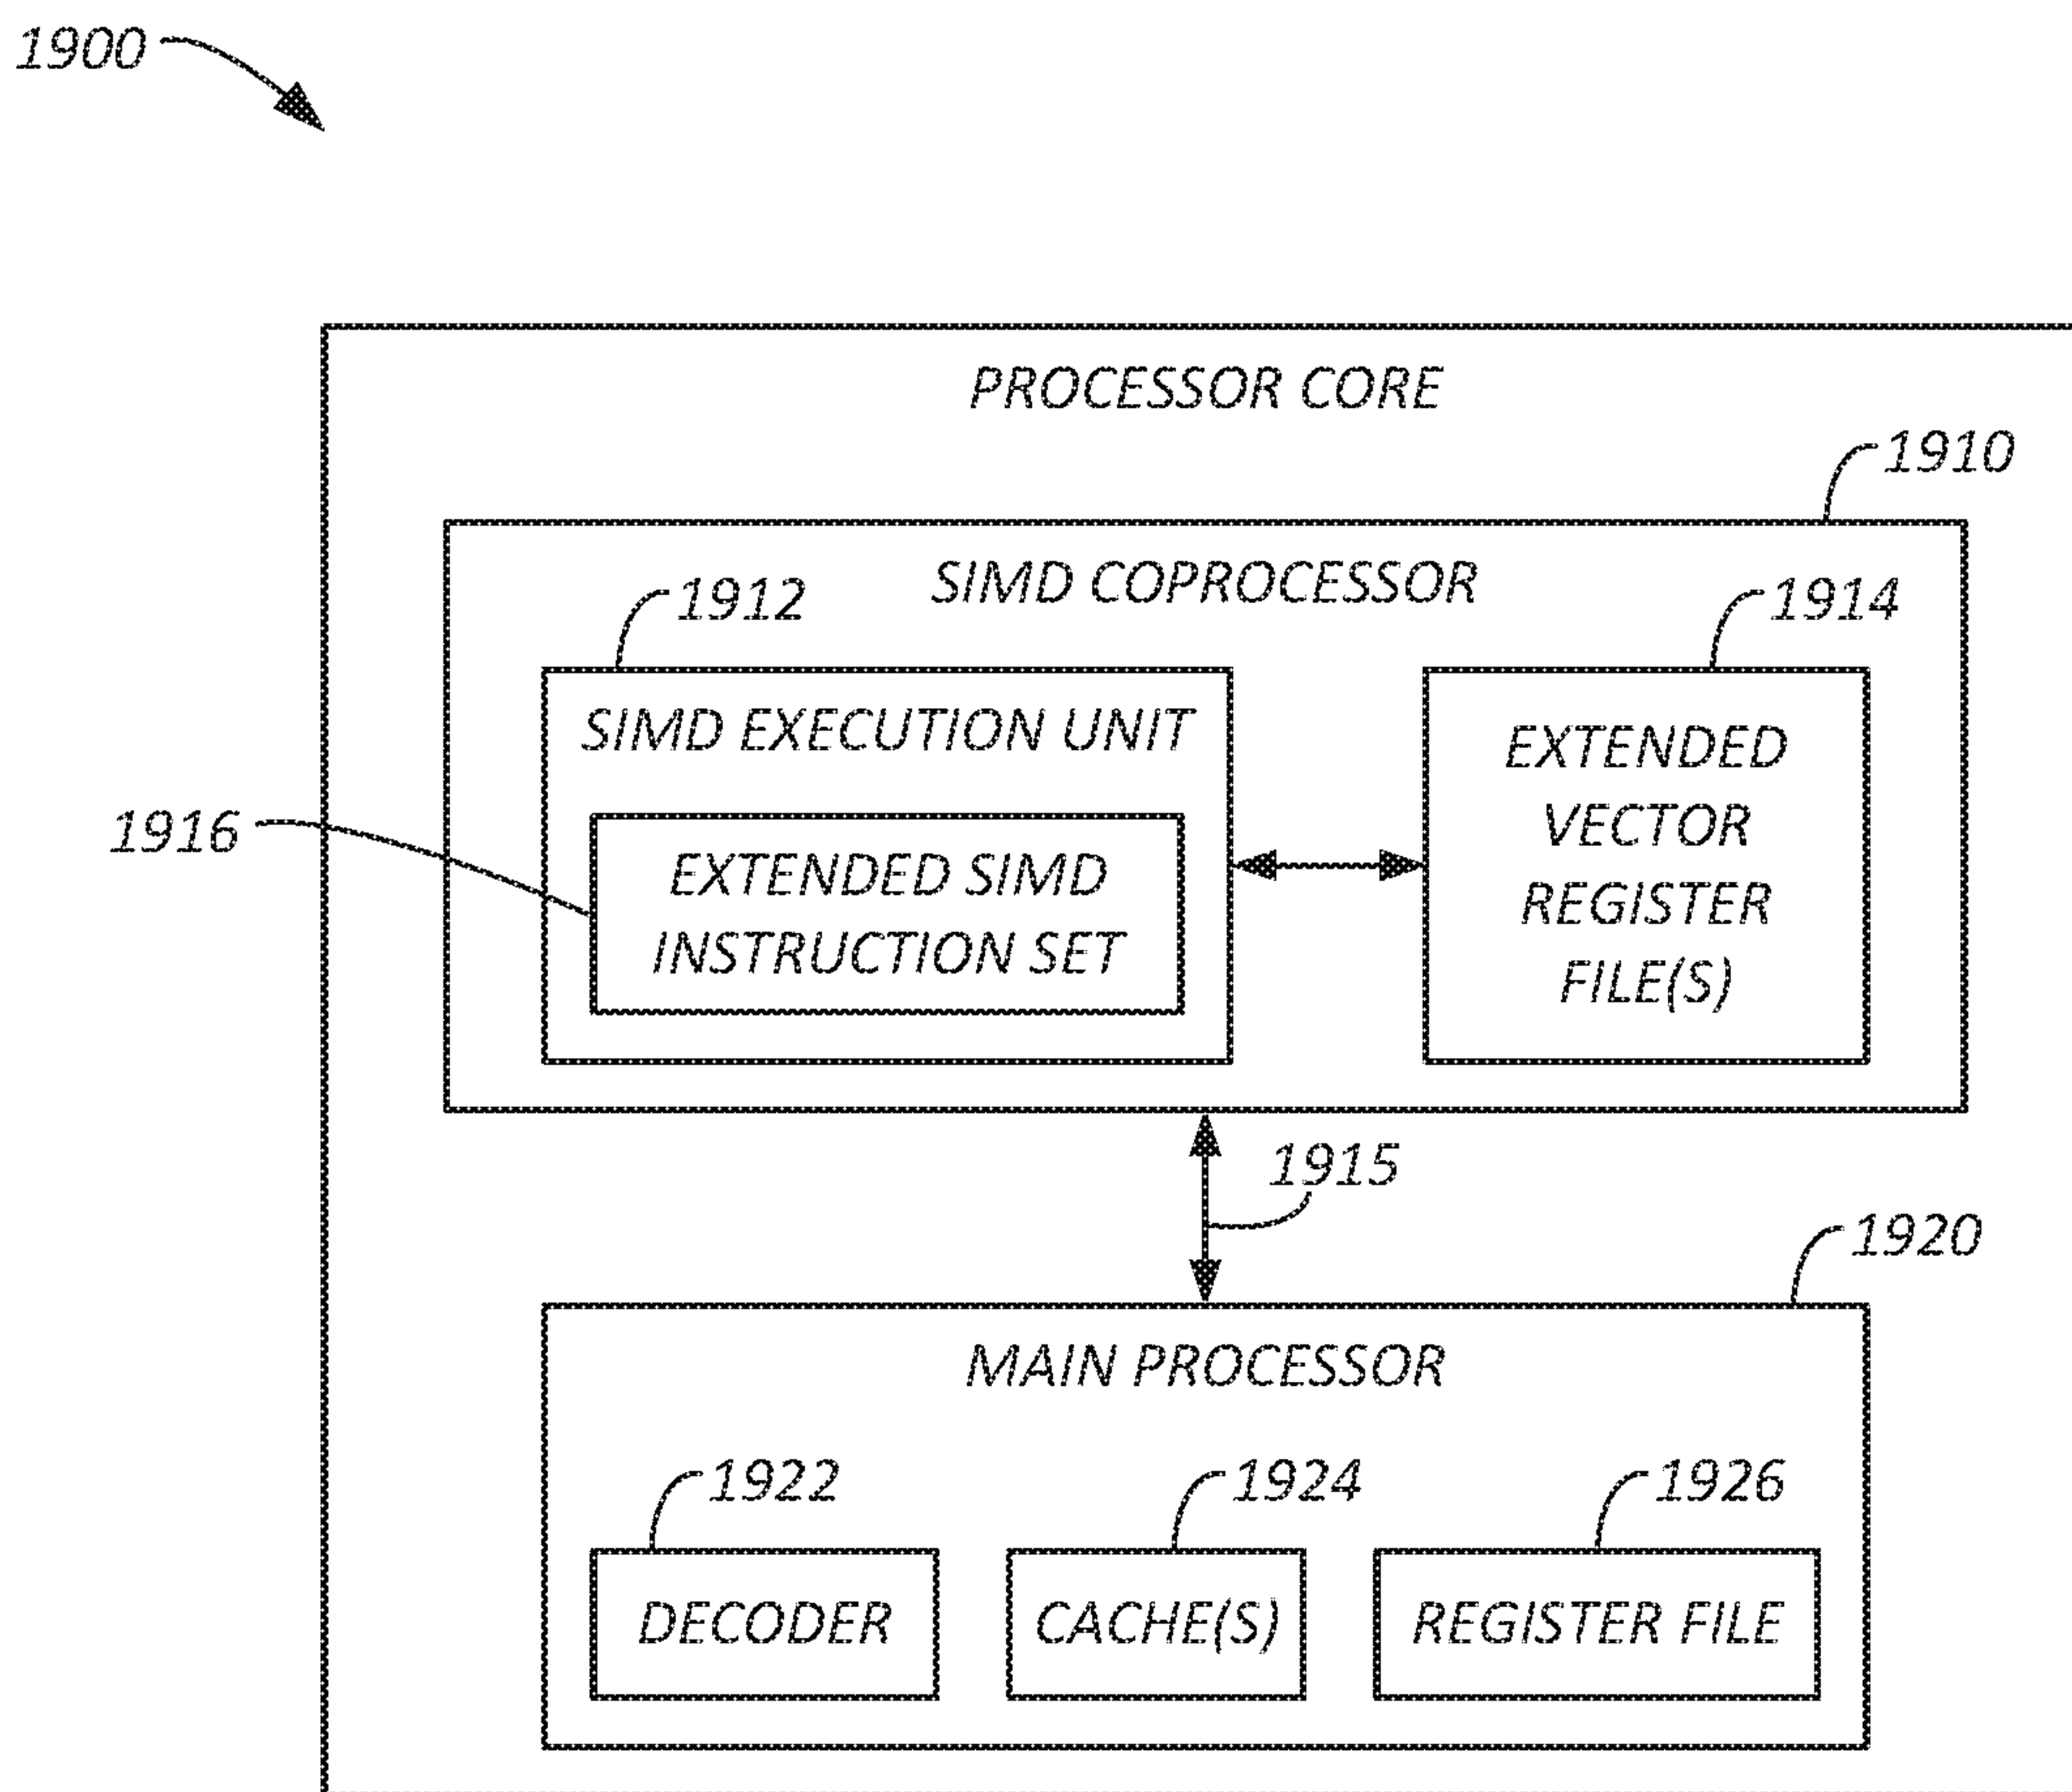 1900
PROCESSOR CORE
1910
SIMD COPROCESSOR
1912
1914
SIMD EXECUTION UNIT
EXTENDED
VECTOR
REGISTER
FILE(S)
1916
EXTENDED SIMD
INSTRUCTION SET
1915
1920
MAIN PROCESSOR
1922
1924
1926
DECODER
CACHE(S)
REGISTER FILE